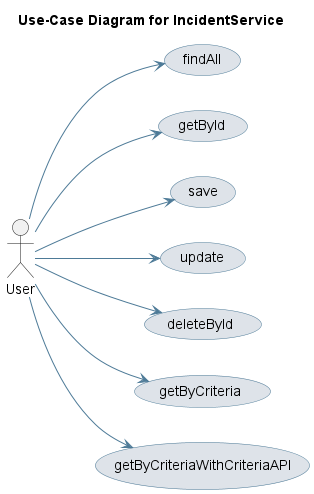 Use-Case Diagram for IncidentService
findAll
getById
save
update
deleteById
getByCriteria
getByCriteriaWithCriteriaAPI
User